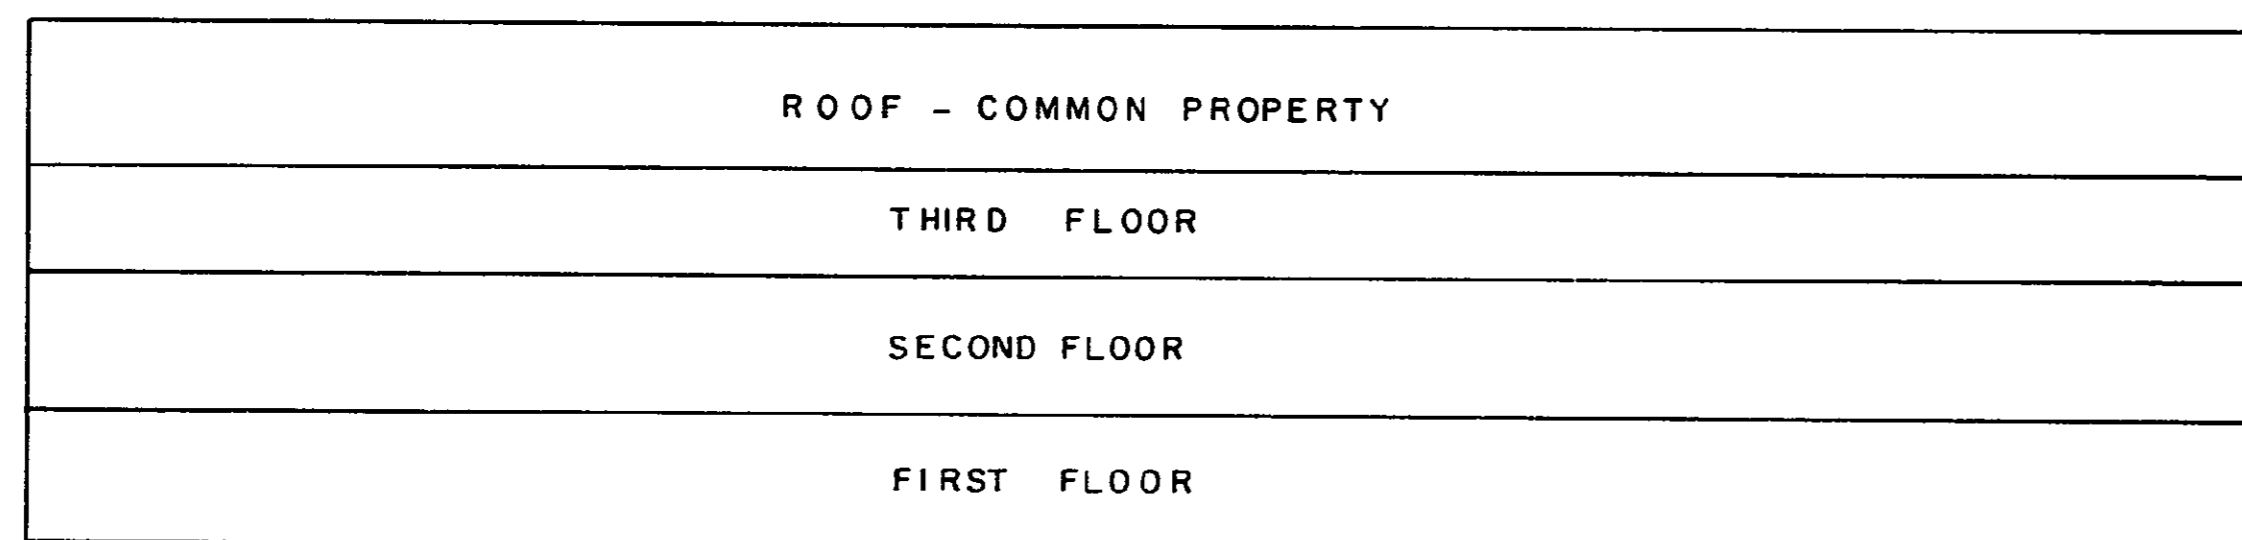 ROOF - COMMON PROPERTY
THIRD FLOOR
SECOND FLOOR
FIRST FLOOR